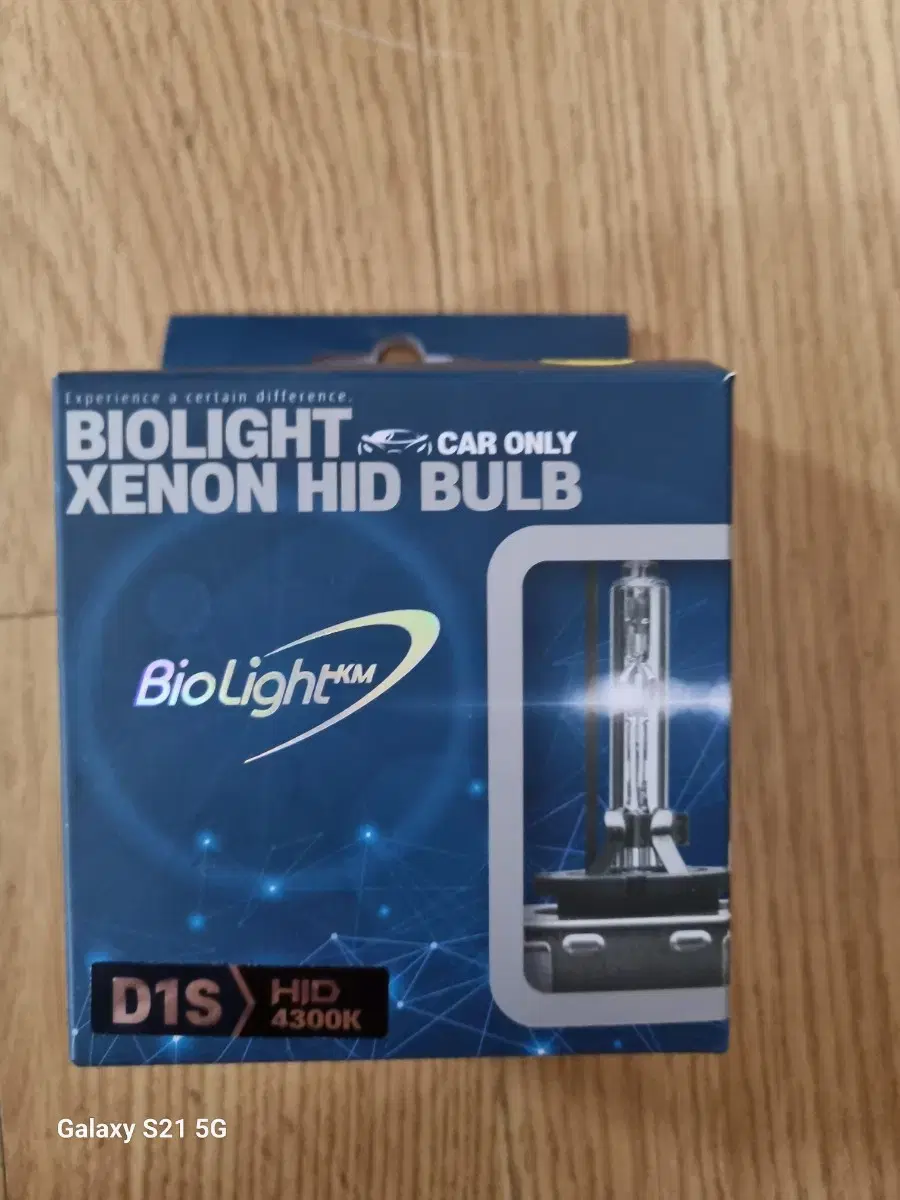 Experience a certain difference.
BIOLIGHT CAR ONLY
XENON HID BULB
BioLight KM
D1S HID
4300K
Galaxy S21 5G